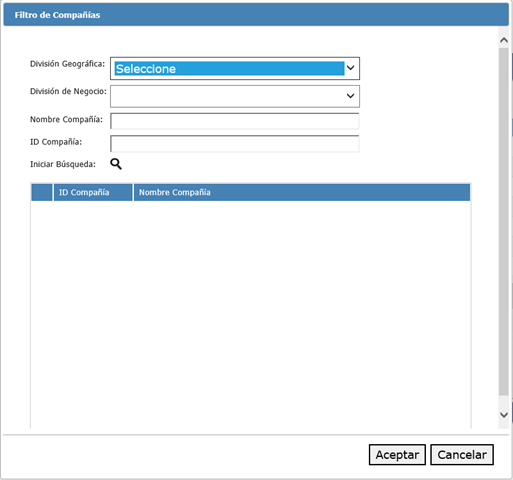 Filtro de Compañías
División Geográfica: Seleccione
División de Negocio:
Nombre Compañía:
ID Compañía:
Iniciar Búsqueda:
ID Compañía Nombre Compañía
Aceptar Cancelar